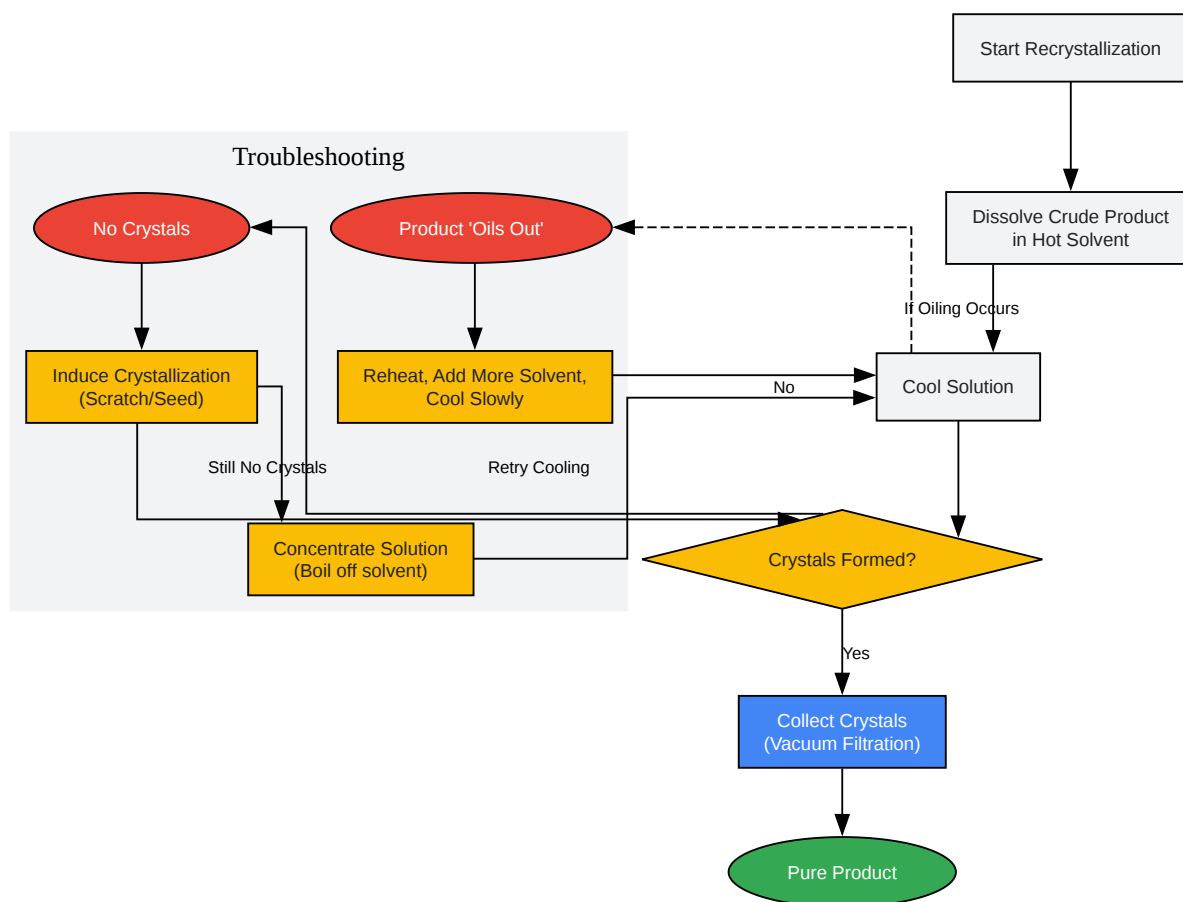 Start Recrystallization
Troubleshooting
No Crystals
Product 'Oils Out'
Dissolve Crude Product
in Hot Solvent
If Oiling Occurs
Induce Crystallization
(Scratch/Seed)
Reheat, Add More Solvent,
Cool Slowly
No
Cool Solution
Still No Crystals
Retry Cooling
Concentrate Solution
(Boil off solvent)
Crystals Formed?
Yes
Collect Crystals
(Vacuum Filtration)
Pure Product